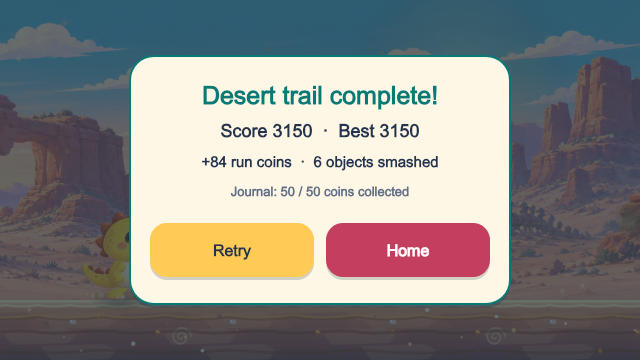 Desert trail complete!
Score 3150 · Best 3150
+84 run coins · 6 objects smashed
Journal: 50 / 50 coins collected
Retry
Home